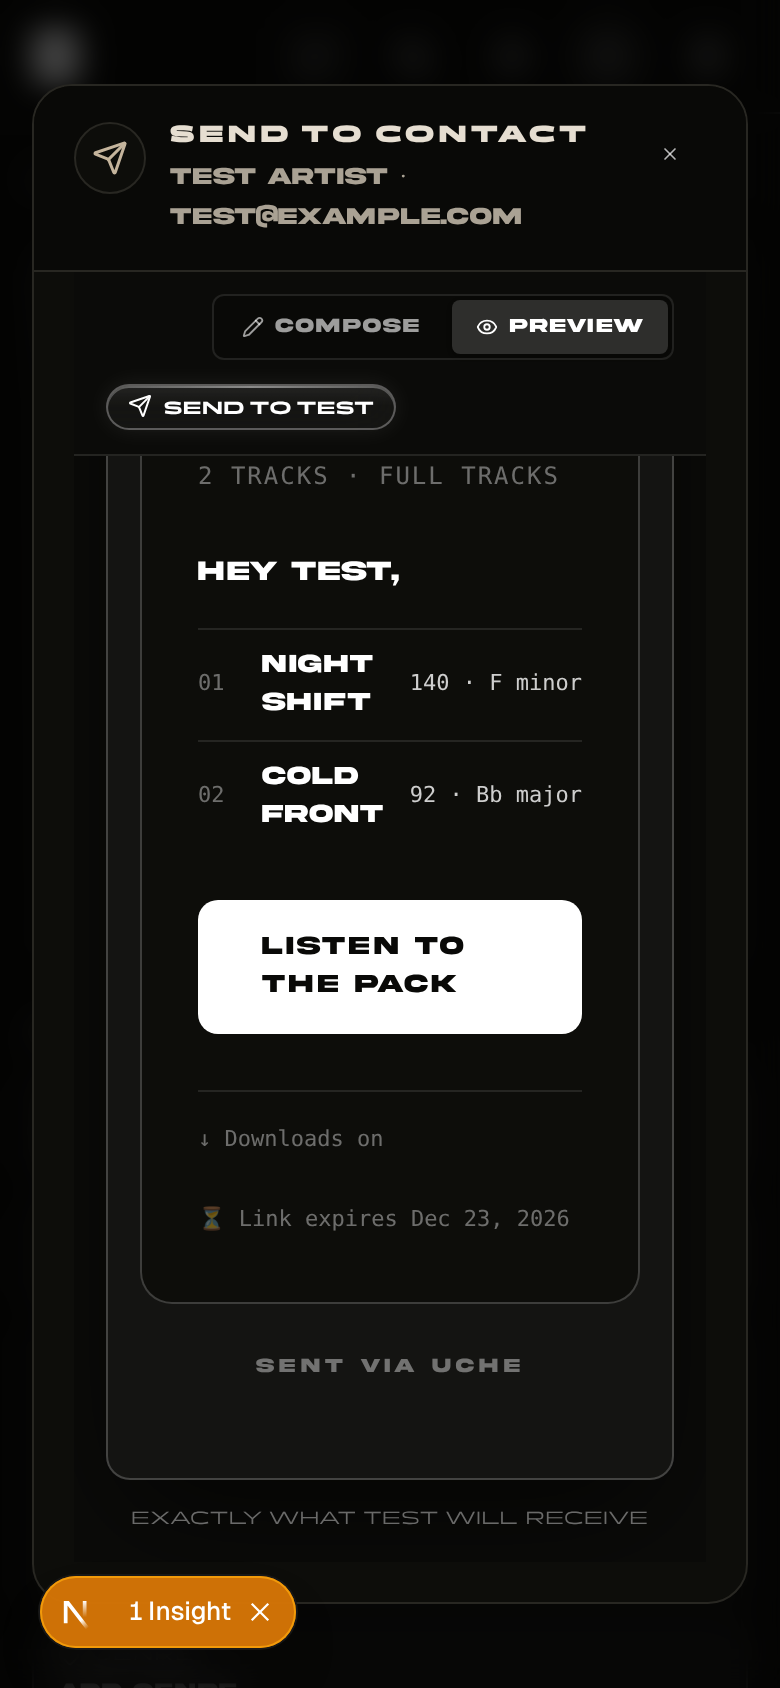 SEND TO CONTACT
TEST ARTIST ·
TEST@EXAMPLE.COM
COMPOSE
PREVIEW
SEND TO TEST
2 TRACKS · FULL TRACKS
HEY TEST,
01 NIGHT SHIFT 140 · F minor
02 COLD FRONT 92 · Bb major
LISTEN TO
THE PACK
↓ Downloads on
⏳ Link expires Dec 23, 2026
SENT VIA UCHE
EXACTLY WHAT TEST WILL RECEIVE
N 1 Insight